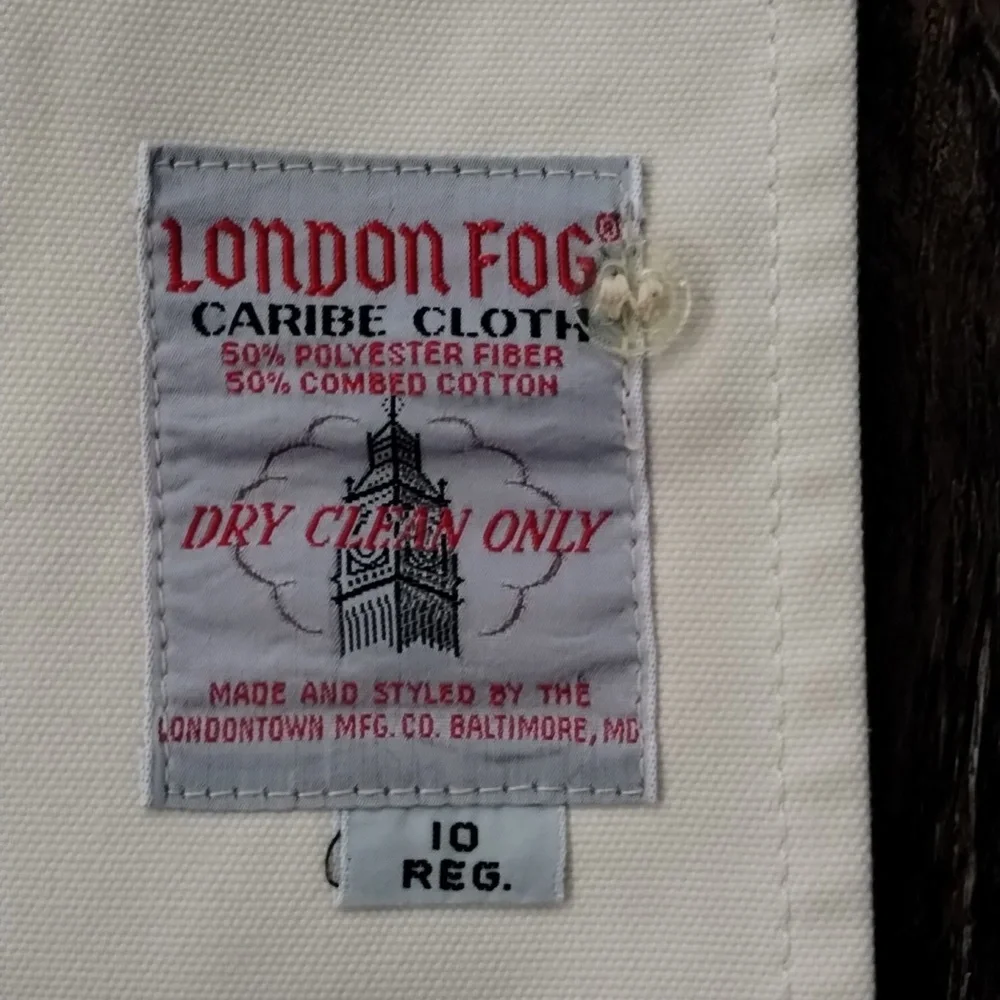 LONDON FOG®
CARIBE CLOTH
50% POLYESTER FIBER
50% COMBED COTTON
DRY CLEAN ONLY
MADE AND STYLED BY THE
LONDONTOWN MFG. CO. BALTIMORE, MD
10
REG.